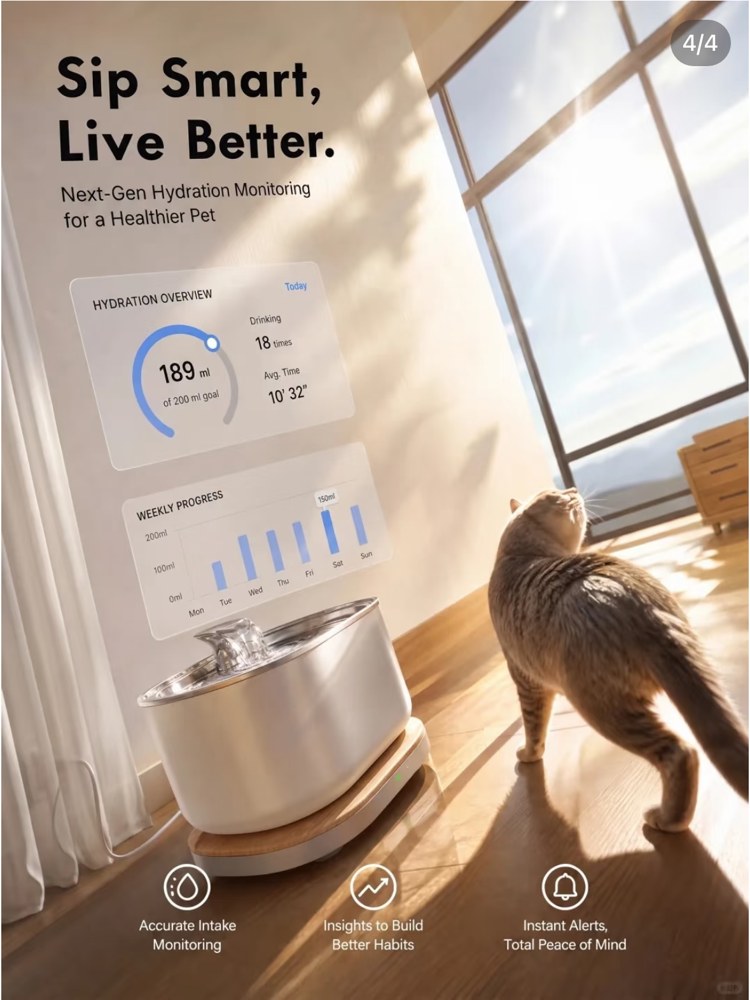 4/4
Sip Smart,
Live Better.
Next-Gen Hydration Monitoring
for a Healthier Pet
HYDRATION OVERVIEW
Today
189 ml
of 200 ml goal
Drinking
18 times
Avg. Time
10' 32"
WEEKLY PROGRESS
150ml
200ml
100ml
0ml
Mon Tue Wed Thu Fri Sat Sun
Accurate Intake
Monitoring
Insights to Build
Better Habits
Instant Alerts,
Total Peace of Mind